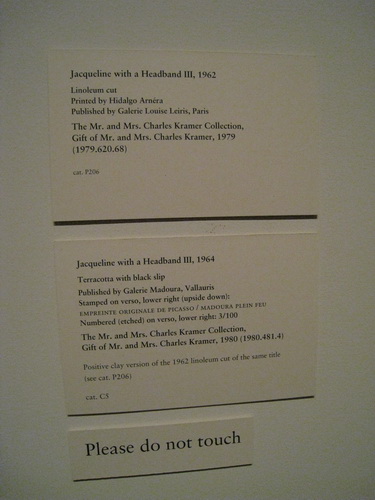 Jacqueline with a Headband III, 1962
Linoleum cut
Printed by Hidalgo Arnéra
Published by Galerie Louise Leiris, Paris
The Mr. and Mrs. Charles Kramer Collection,
Gift of Mr. and Mrs. Charles Kramer, 1979
(1979.620.68)
cat. P206
Jacqueline with a Headband III, 1964
Terracotta with black slip
Published by Galerie Madoura, Vallauris
Stamped on verso, lower right (upside down):
EMPREINTE ORIGINALE DE PICASSO / MADOURA PLEIN FEU
Numbered (etched) on verso, lower right: 3/100
The Mr. and Mrs. Charles Kramer Collection,
Gift of Mr. and Mrs. Charles Kramer, 1980 (1980.481.4)
Positive clay version of the 1962 linoleum cut of the same title
(see cat. P206)
cat. C5
Please do not touch